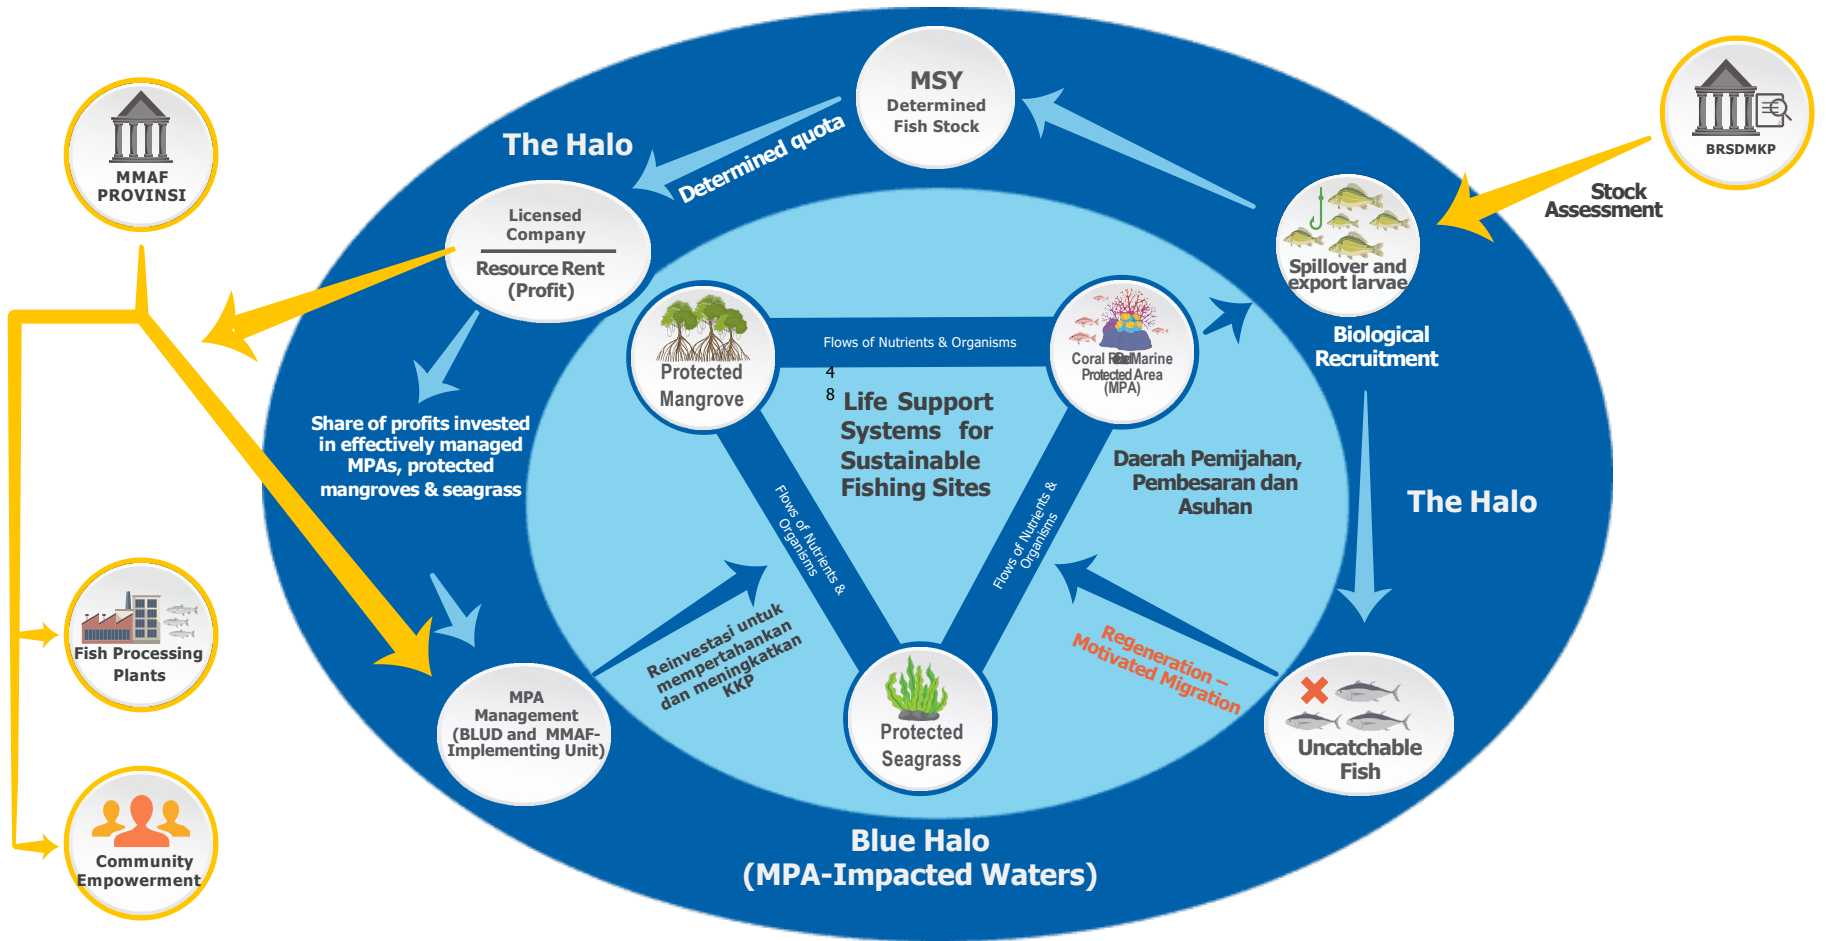 MSY
Determined
Fish Stock
The Halo
Determined quota
MMAF
PROVINSI
BRSDMKP
Stock
Assessment
Licensed
Company
Resource Rent
(Profit)
Spillover and
export larvae
Biological
Recruitment
Protected
Mangrove
Flows of Nutrients & Organisms
Coral Marine
Protected Area
(MPA)
4
8
Life Support
Systems for
Sustainable
Fishing Sites
Share of profits invested
in effectively managed
MPAs, protected
mangroves & seagrass
Daerah Pemijahan,
Pembesaran dan
Asuhan
The Halo
Flows of Nutrients &
Organisms
Flows of Nutrients &
Organisms
Reinvestasi untuk
mempertahankan
dan meningkatkan
KKP
Regeneration –
Motivated Migration
Fish Processing
Plants
MPA
Management
(BLUD and MMAF-
Implementing Unit)
Protected
Seagrass
Uncatchable
Fish
Community
Empowerment
Blue Halo
(MPA-Impacted Waters)